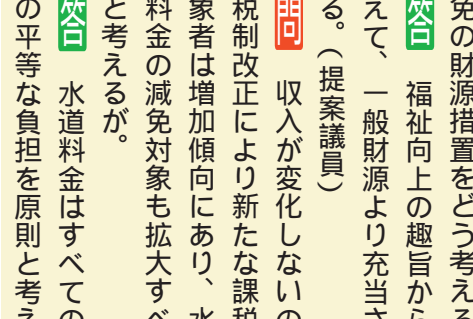 免の財源措置をどう考える
答 福祉向上の趣旨から
えて、一般財源より充当さ
る。(提案議員)
問 収入が変化しないの
税制改正により新たな課税
象者は増加傾向にあり、水
料金の減免対象も拡大すべ
と考えるが。
答 水道料金はすべての
の平等な負担を原則と考え